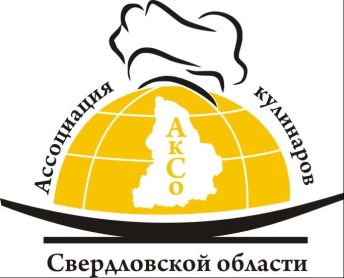 Ассоциация
кулинаров
АкСо
Свердловской области